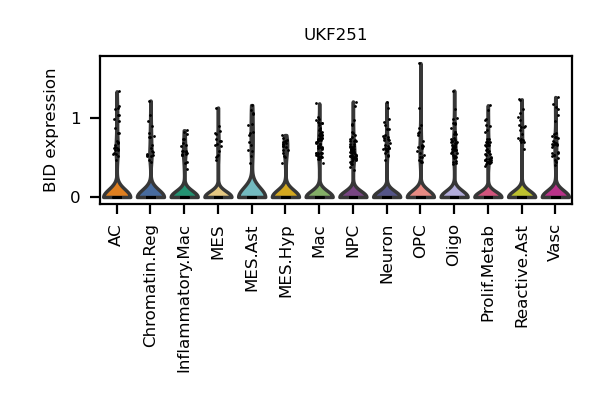 UKF251
BID expression
1
0
AC
Chromatin.Reg
Inflammatory.Mac
MES
MES.Ast
MES.Hyp
Mac
NPC
Neuron
OPC
Oligo
Prolif.Metab
Reactive.Ast
Vasc